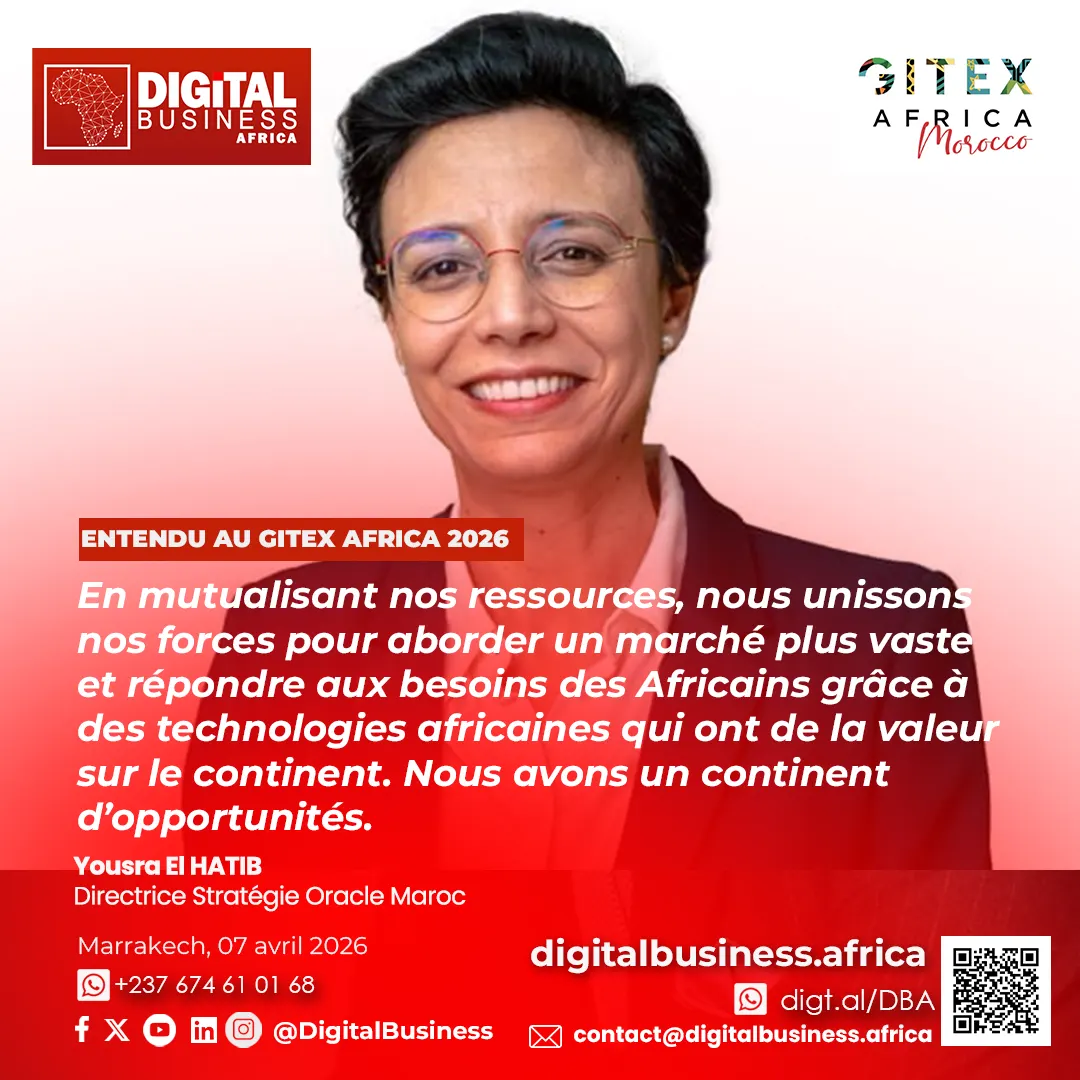 DIGITAL
BUSINESS
AFRICA
GITEX
AFRICA
Morocco
ENTENDU AU GITEX AFRICA 2026
En mutualisant nos ressources, nous unissons
nos forces pour aborder un marché plus vaste
et répondre aux besoins des Africains grâce à
des technologies africaines qui ont de la valeur
sur le continent. Nous avons un continent
d’opportunités.
Yousra El HATIB
Directrice Stratégie Oracle Maroc
Marrakech, 07 avril 2026
+237 674 61 01 68
@DigitalBusiness
digitalbusiness.africa
digt.al/DBA
contact@digitalbusiness.africa